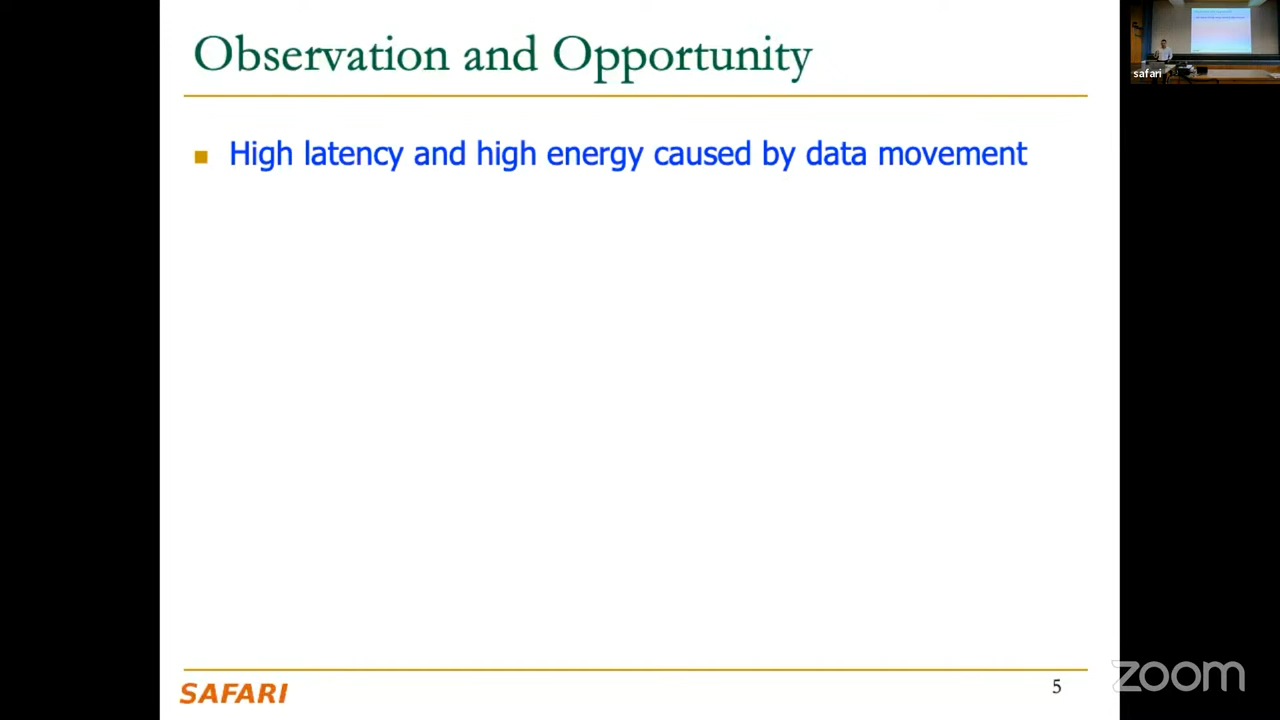 Observation and Opportunity
High latency and high energy caused by data movement
SAFARI
5
safari
zoom